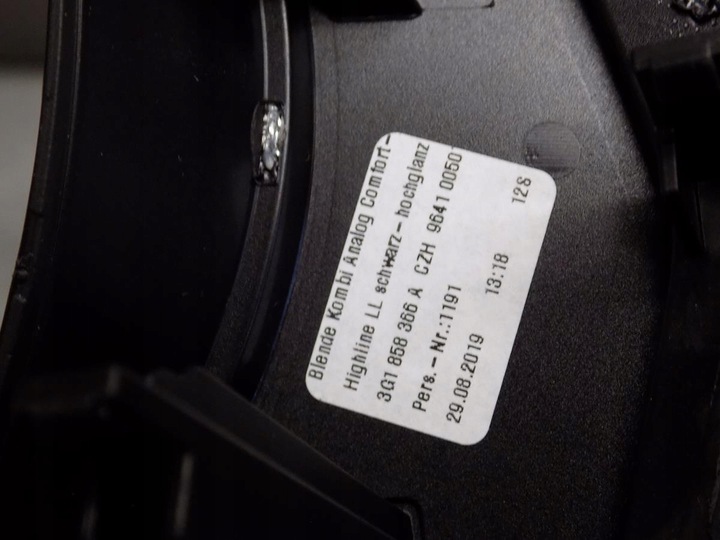 Blende Kombi Analog Comfort-
Highline LL schwarz-hochglanz
3G1 858 366 A CZH 9641 0050
Pers.-Nr.:1191
29.08.2019 13:18 128